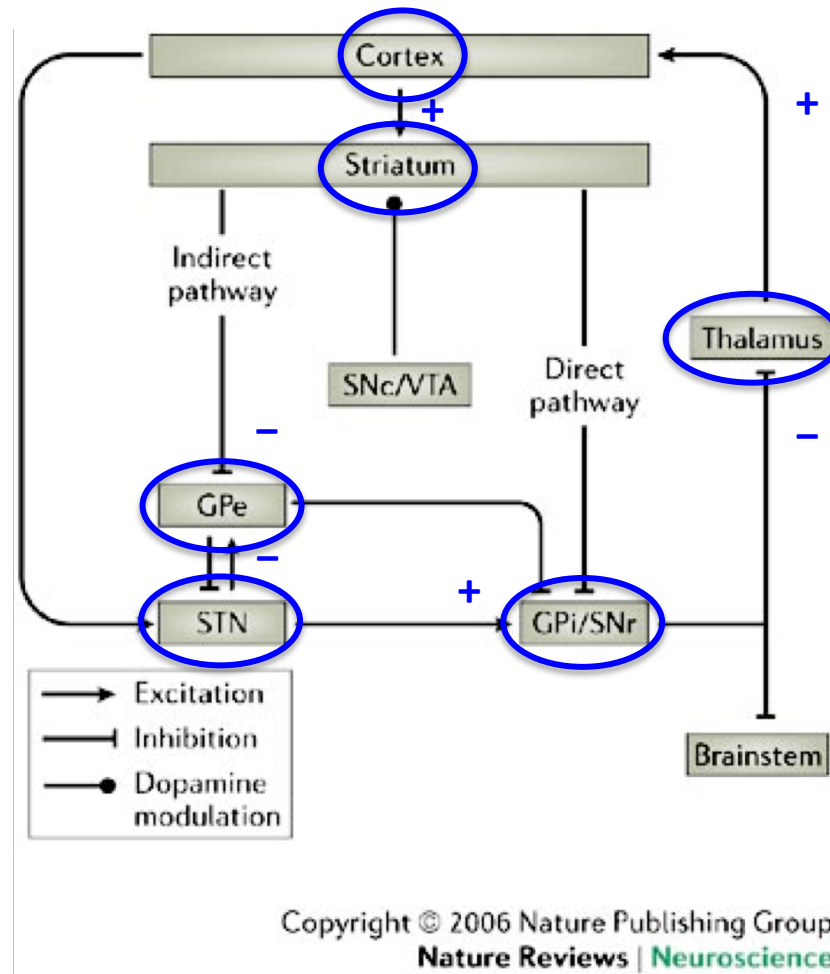 Cortex
+
+
Striatum
Indirect
pathway
Thalamus
SNc/VTA
Direct
pathway
–
–
GPe
–
+
STN
GPi/SNr
Excitation
Inhibition
Dopamine
modulation
Brainstem
Copyright © 2006 Nature Publishing Group
Nature Reviews | Neuroscience